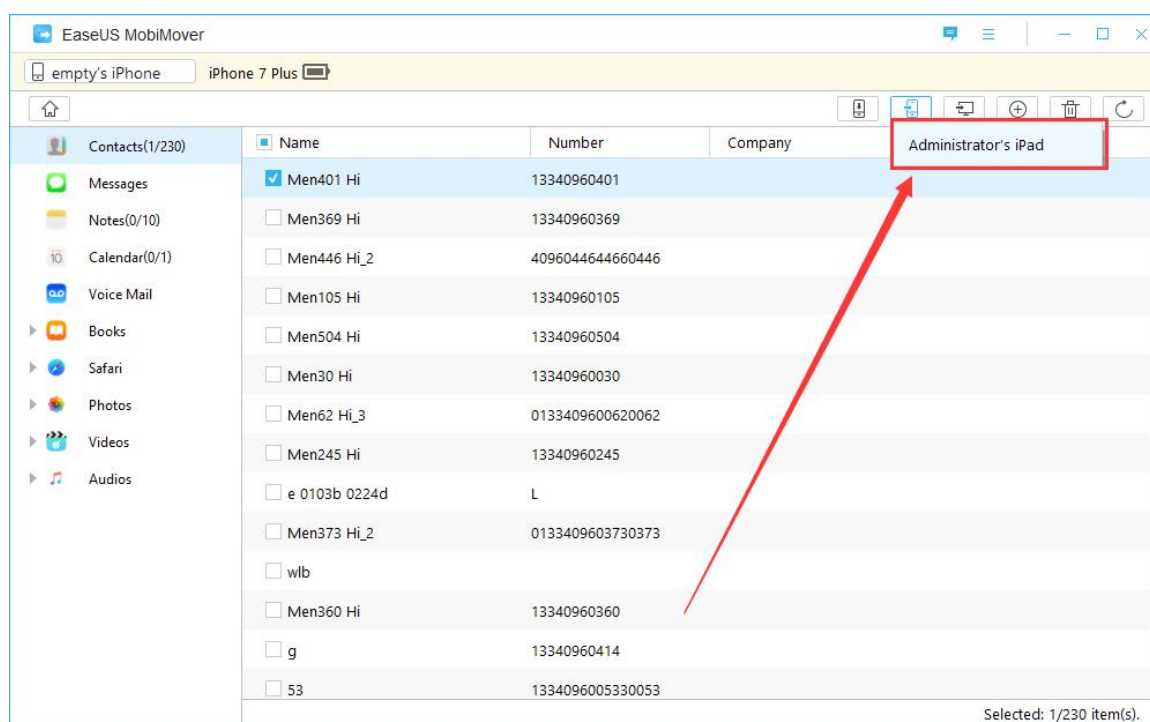 EaseUS MobiMover
empty's iPhone iPhone 7 Plus
Name Number Company Administrator's iPad
Contacts(1/230)
Messages
Notes(0/10)
10 Calendar(0/1)
Voice Mail
Books
Safari
Photos
Videos
Audios
Men401 Hi 13340960401
Men369 Hi 13340960369
Men446 Hi_2 4096044644660446
Men105 Hi 13340960105
Men504 Hi 13340960504
Men30 Hi 13340960030
Men62 Hi_3 0133409600620062
Men245 Hi 13340960245
e 0103b 0224d L
Men373 Hi_2 0133409603730373
wlb
Men360 Hi 13340960360
g 13340960414
53 1334096005330053
Selected: 1/230 item(s).